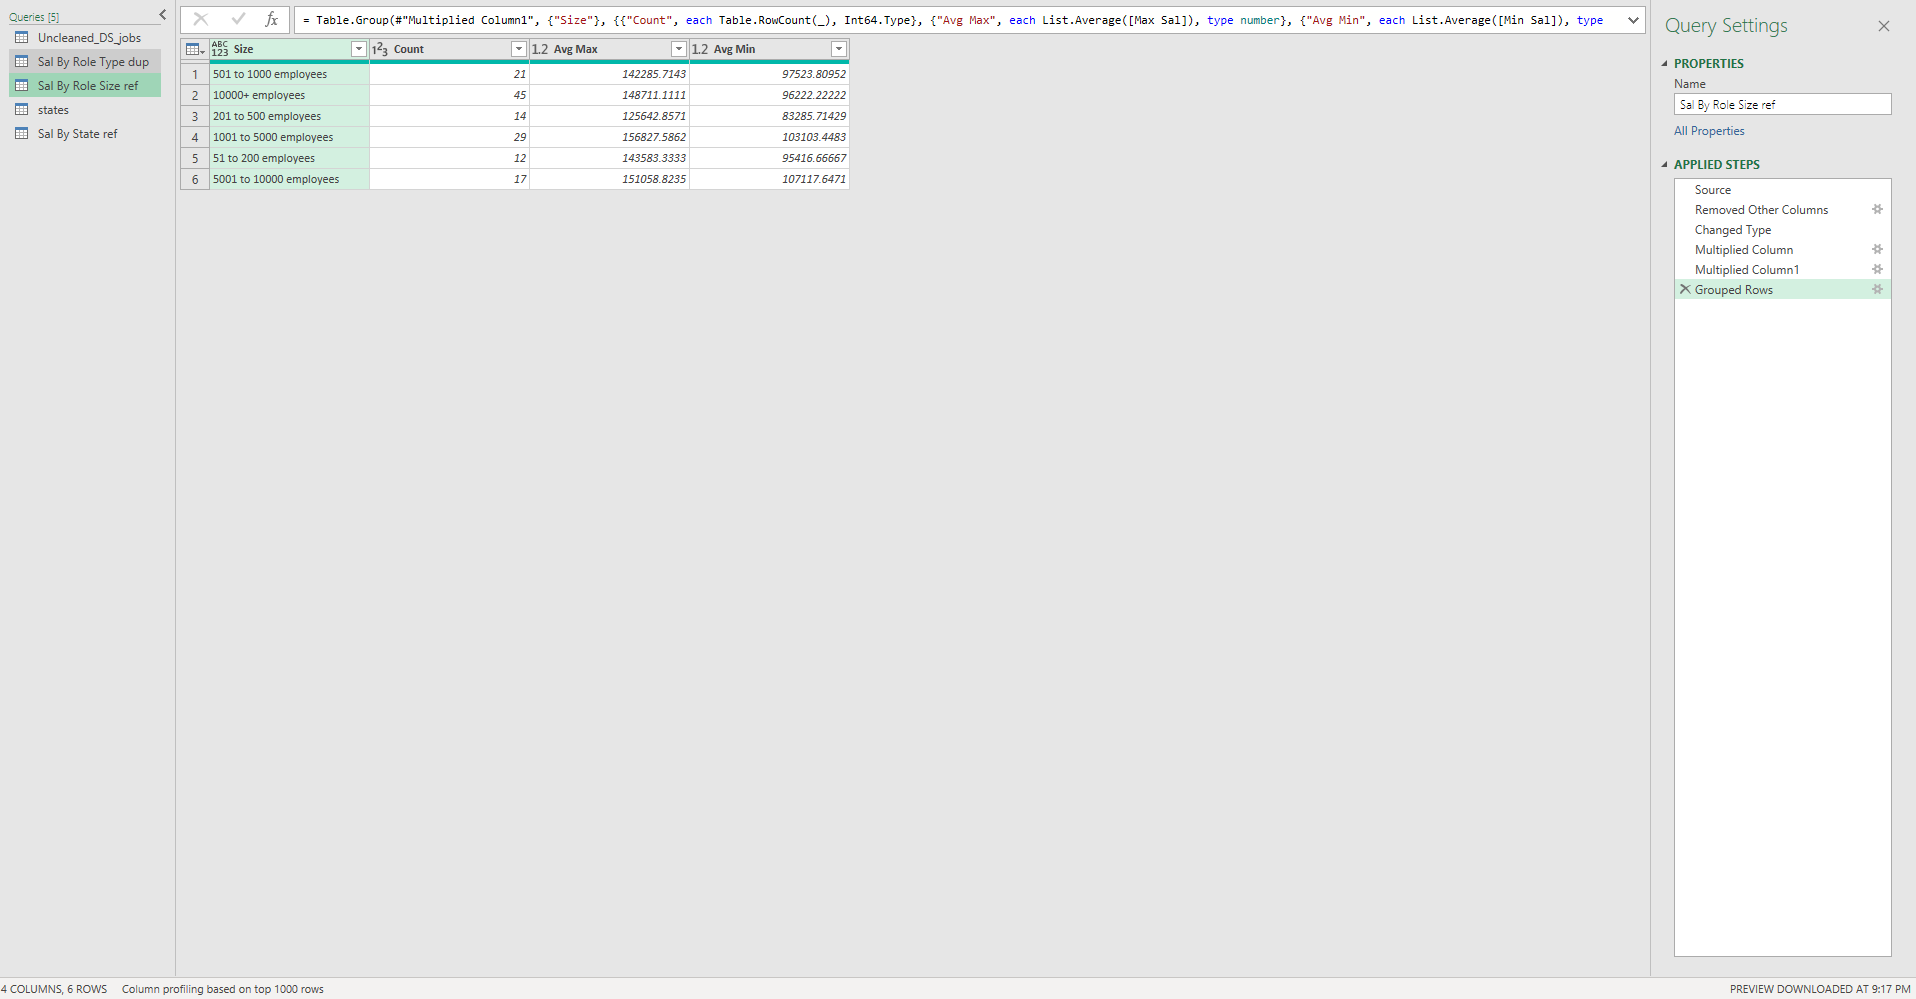 Queries [5]
Uncleaned_DS_jobs
Sal By Role Type dup
Sal By Role Size ref
states
Sal By State ref
fx
= Table.Group(#"Multiplied Column1", {"Size"}, {{"Count", each Table.RowCount(_), Int64.Type}, {"Avg Max", each List.Average([Max Sal]), type number}, {"Avg Min", each List.Average([Min Sal]), type
ABC 123 Size 123 Count 1.2 Avg Max 1.2 Avg Min
1 501 to 1000 employees 21 142285.7143 97523.80952
2 10000+ employees 45 148711.1111 96222.22222
3 201 to 500 employees 14 125642.8571 83285.71429
4 1001 to 5000 employees 29 156827.5862 103103.4483
5 51 to 200 employees 12 143583.3333 95416.66667
6 5001 to 10000 employees 17 151058.8235 107117.6471
Query Settings
PROPERTIES
Name
Sal By Role Size ref
All Properties
APPLIED STEPS
Source
Removed Other Columns
Changed Type
Multiplied Column
Multiplied Column1
Grouped Rows
4 COLUMNS, 6 ROWS Column profiling based on top 1000 rows PREVIEW DOWNLOADED AT 9:17 PM